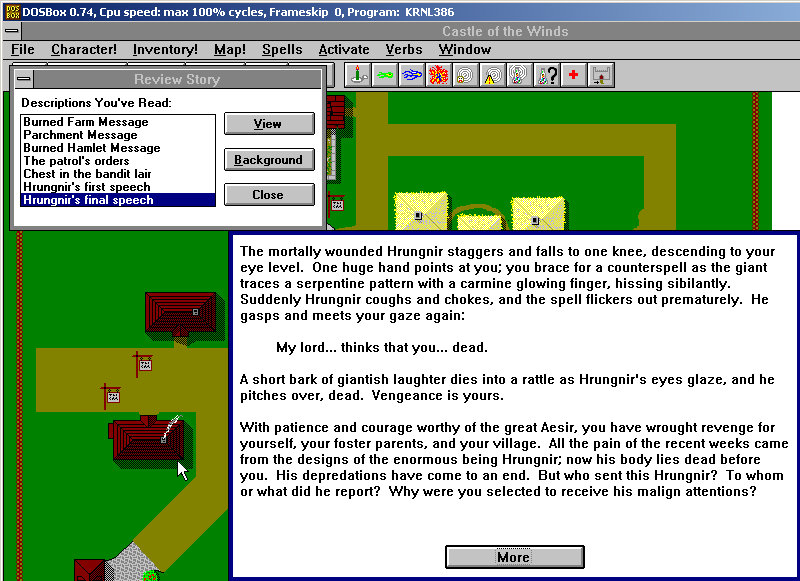 DOSBox 0.74, Cpu speed: max 100% cycles, Frameskip 0, Program: KRNL386
Castle of the Winds
File Character! Inventory! Map! Spells Activate Verbs Window
Review Story
Descriptions You've Read:
Burned Farm Message
Parchment Message
Burned Hamlet Message
The patrol's orders
Chest in the bandit lair
Hrungnir's first speech
Hrungnir's final speech
View
Background
Close
The mortally wounded Hrungnir staggers and falls to one knee, descending to your
eye level. One huge hand points at you; you brace for a counterspell as the giant
traces a serpentine pattern with a carmine glowing finger, hissing sibilantly.
Suddenly Hrungnir coughs and chokes, and the spell flickers out prematurely. He
gasps and meets your gaze again:
My lord... thinks that you... dead.
A short bark of giantish laughter dies into a rattle as Hrungnir's eyes glaze, and he
pitches over, dead. Vengeance is yours.
With patience and courage worthy of the great Aesir, you have wrought revenge for
yourself, your foster parents, and your village. All the pain of the recent weeks came
from the designs of the enormous being Hrungnir; now his body lies dead before
you. His depredations have come to an end. But who sent this Hrungnir? To whom
or what did he report? Why were you selected to receive his malign attentions?
More